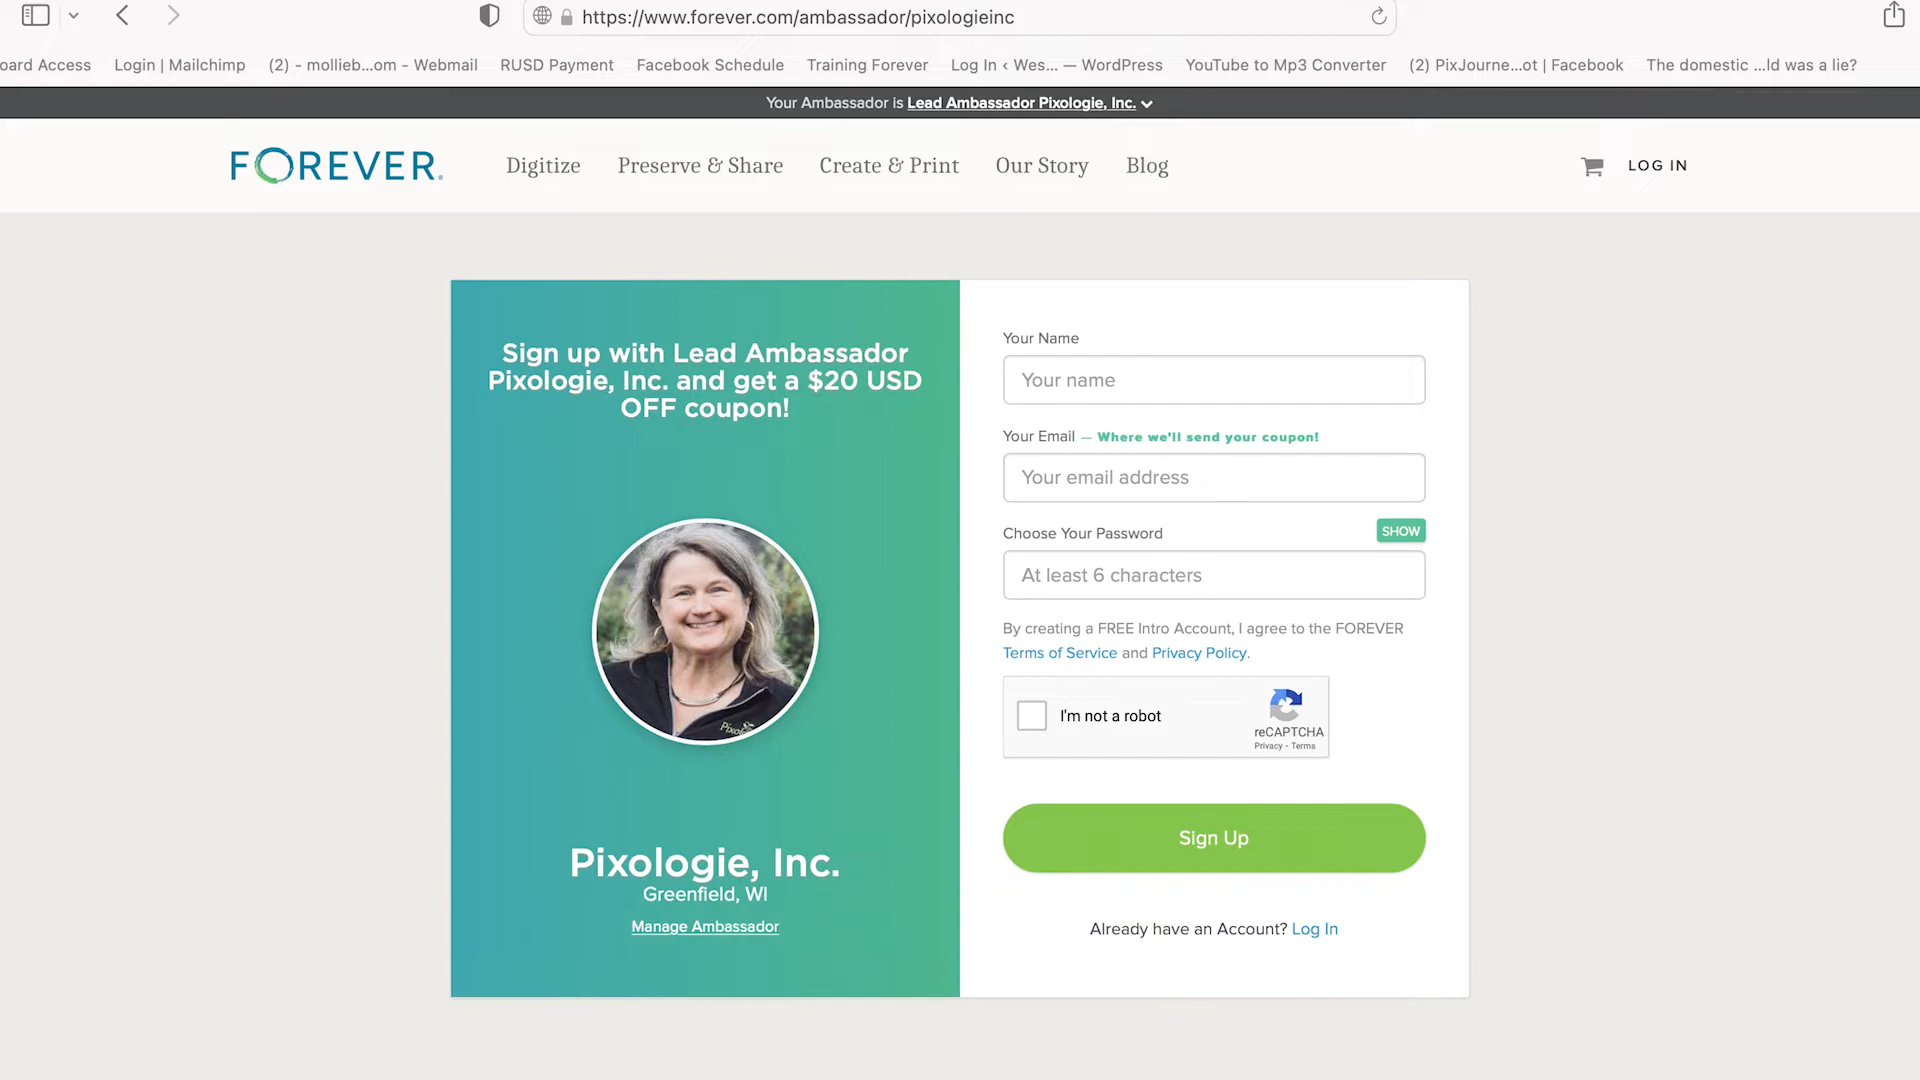 https://www.forever.com/ambassador/pixologieinc
oard Access Login | Mailchimp (2) - mollieb...om - Webmail RUSD Payment Facebook Schedule Training Forever Log In ‹ Wes... — WordPress YouTube to Mp3 Converter (2) PixJourne...ot | Facebook The domestic ...ld was a lie?
Your Ambassador is Lead Ambassador Pixologie, Inc.
FOREVER. Digitize Preserve & Share Create & Print Our Story Blog LOG IN
Sign up with Lead Ambassador
Pixologie, Inc. and get a $20 USD
OFF coupon!
Pixologie, Inc.
Greenfield, WI
Manage Ambassador
Your Name
Your name
Your Email — Where we'll send your coupon!
Your email address
Choose Your Password SHOW
At least 6 characters
By creating a FREE Intro Account, I agree to the FOREVER
Terms of Service and Privacy Policy.
I'm not a robot
reCAPTCHA
Privacy - Terms
Sign Up
Already have an Account? Log In